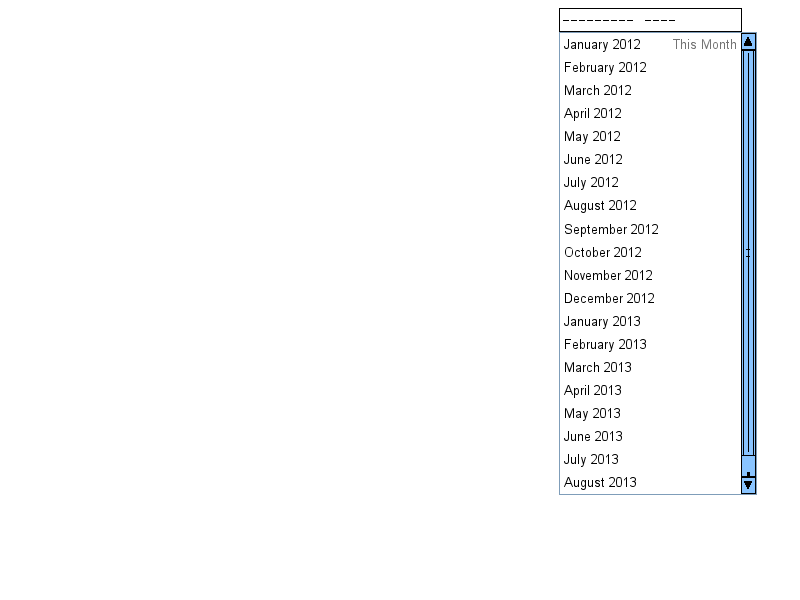 --------- ----
January 2012 This Month
February 2012
March 2012
April 2012
May 2012
June 2012
July 2012
August 2012
September 2012
October 2012
November 2012
December 2012
January 2013
February 2013
March 2013
April 2013
May 2013
June 2013
July 2013
August 2013